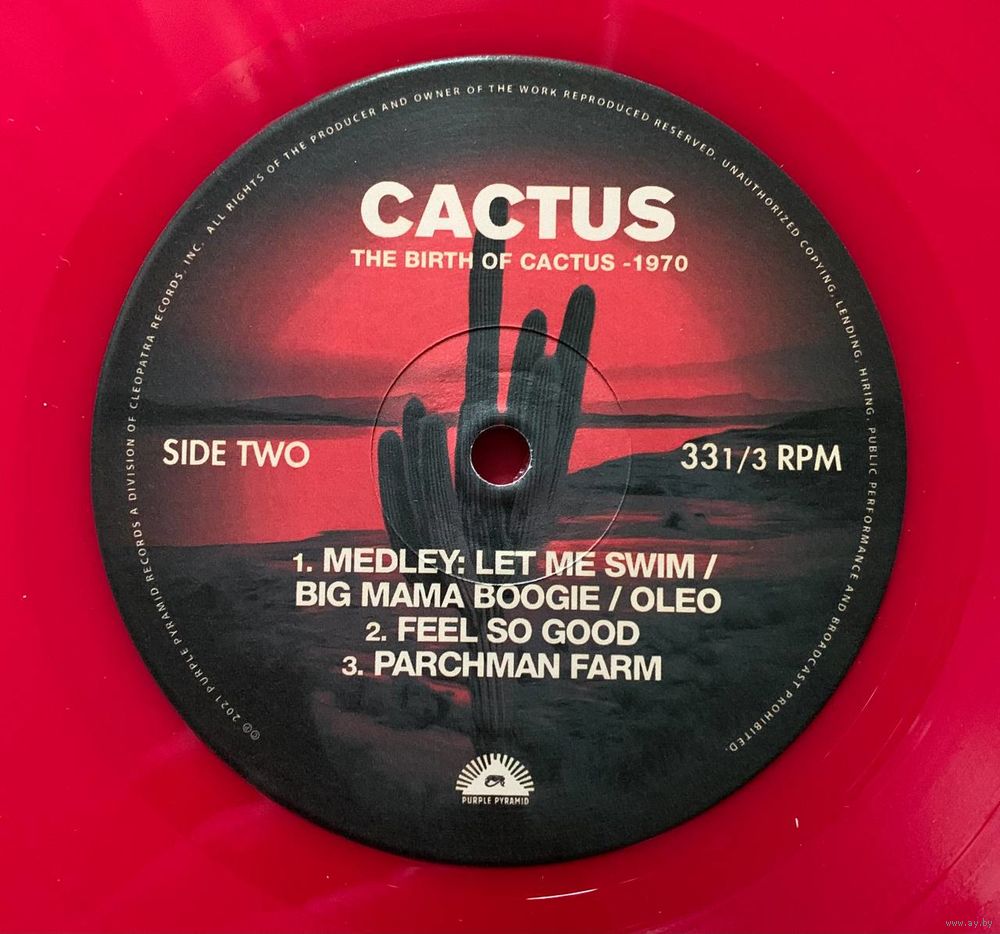 CACTUS
THE BIRTH OF CACTUS -1970
SIDE TWO
33 1/3 RPM
1. MEDLEY: LET ME SWIM /
BIG MAMA BOOGIE / OLEO
2. FEEL SO GOOD
3. PARCHMAN FARM
PURPLE PYRAMID
©℗ 2021 PURPLE PYRAMID RECORDS A DIVISION OF CLEOPATRA RECORDS, INC. ALL RIGHTS OF THE PRODUCER AND OWNER OF THE WORK REPRODUCED RESERVED. UNAUTHORIZED COPYING, LENDING, HIRING, PUBLIC PERFORMANCE AND BROADCAST PROHIBITED.
www.ay.by